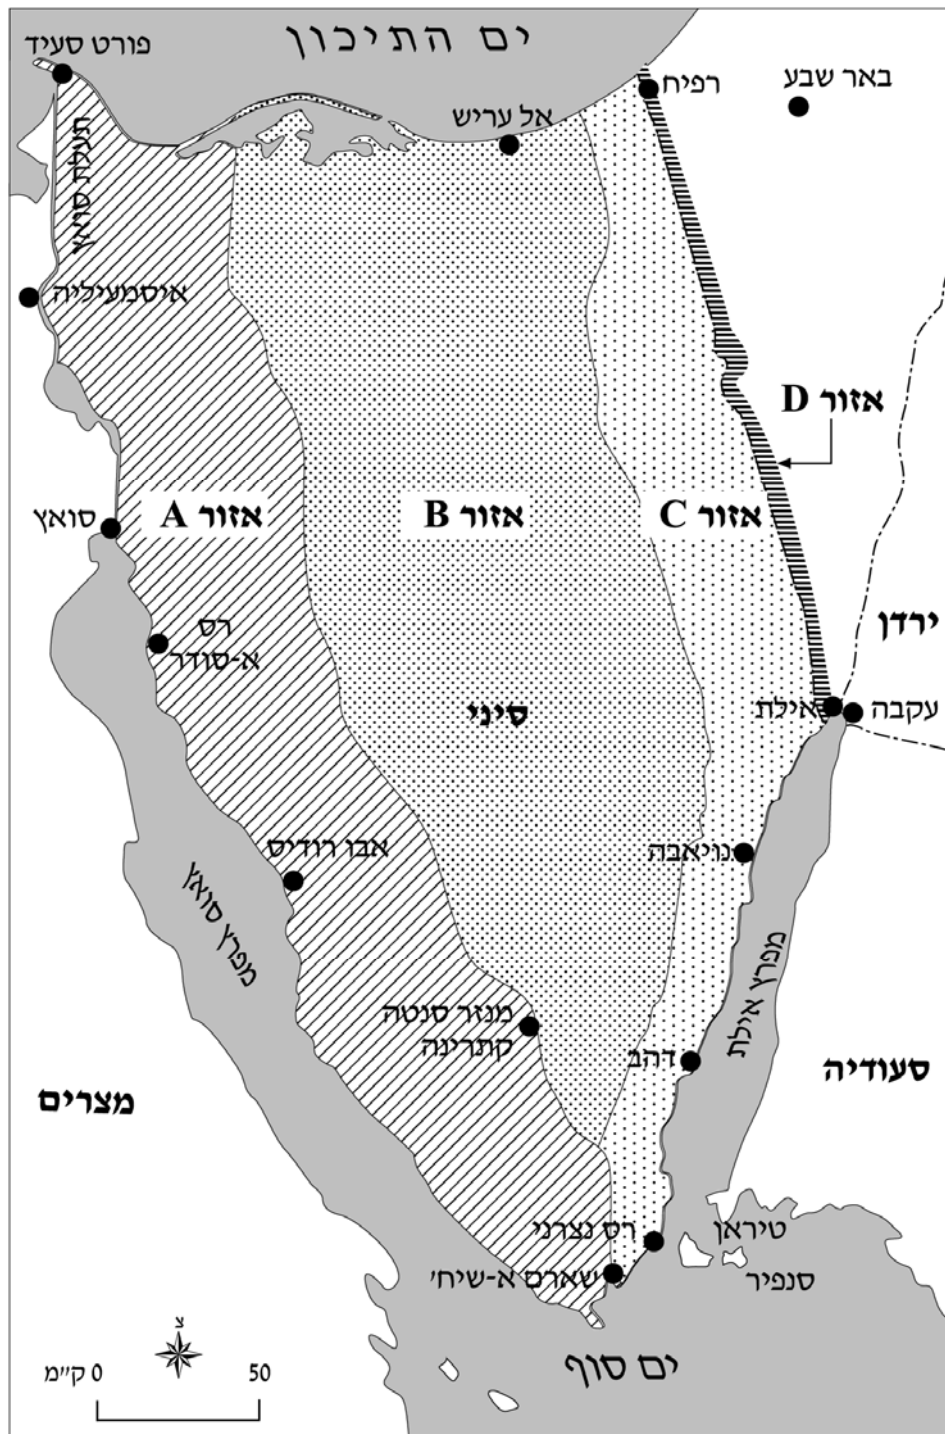 ים התיכון
פורט סעיד
באר שבע
רפיח
אל עריש
תעלת סואץ
איסמעיליה
אזור D
אזור A
אזור B
אזור C
סואץ
ירדן
רס
א-סודר
סיני
אילת
עקבה
אבו רודיס
נויאבה
מפרץ סואץ
מפרץ אילת
מנזר סנטה
קתרינה
דהב
סעודיה
מצרים
רס נצרני
טיראן
שארם א-שיח'
סנפיר
צ
ים סוף
50 0 ק״מ